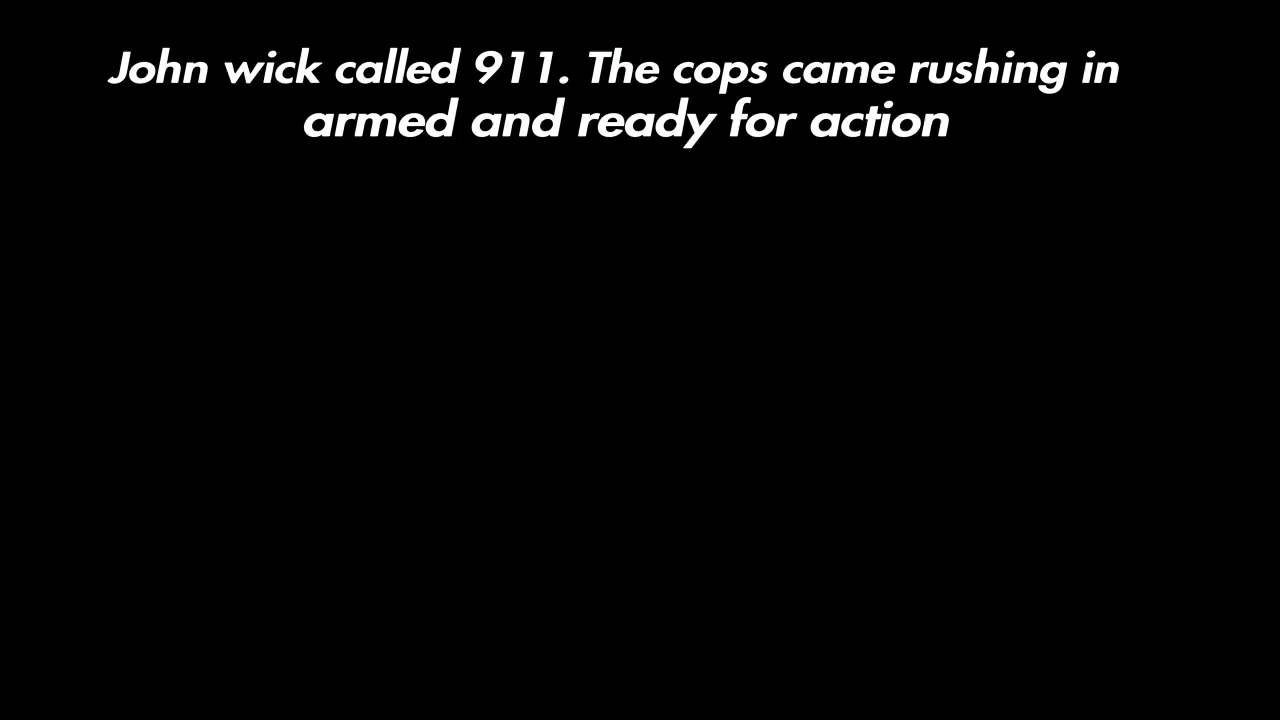 John wick called 911. The cops came rushing in
armed and ready for action